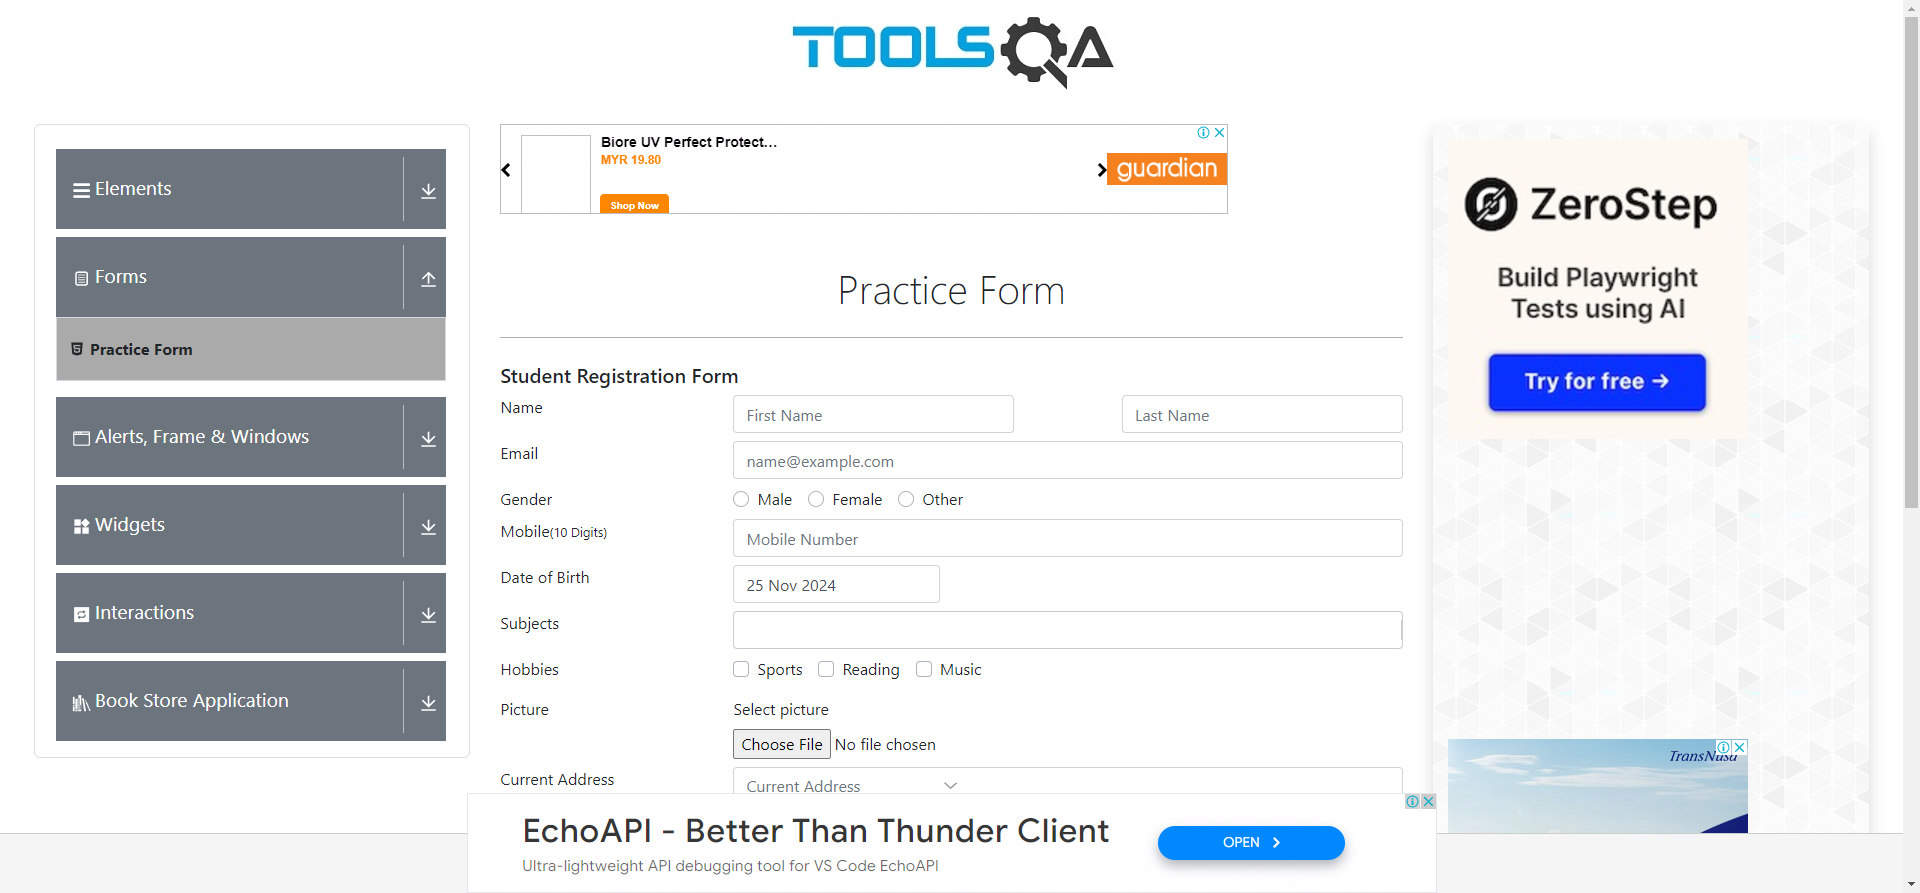 TOOLSQA
Elements
Forms
Practice Form
Alerts, Frame & Windows
Widgets
Interactions
Book Store Application
Biore UV Perfect Protect...
MYR 19.80
Shop Now
guardian
Practice Form
Student Registration Form
Name
First Name
Last Name
Email
name@example.com
Gender
Male
Female
Other
Mobile(10 Digits)
Mobile Number
Date of Birth
25 Nov 2024
Subjects
Hobbies
Sports
Reading
Music
Picture
Select picture
Choose File
No file chosen
Current Address
Current Address
EchoAPI - Better Than Thunder Client
Ultra-lightweight API debugging tool for VS Code EchoAPI
OPEN
ZeroStep
Build Playwright
Tests using AI
Try for free →
TransNusa